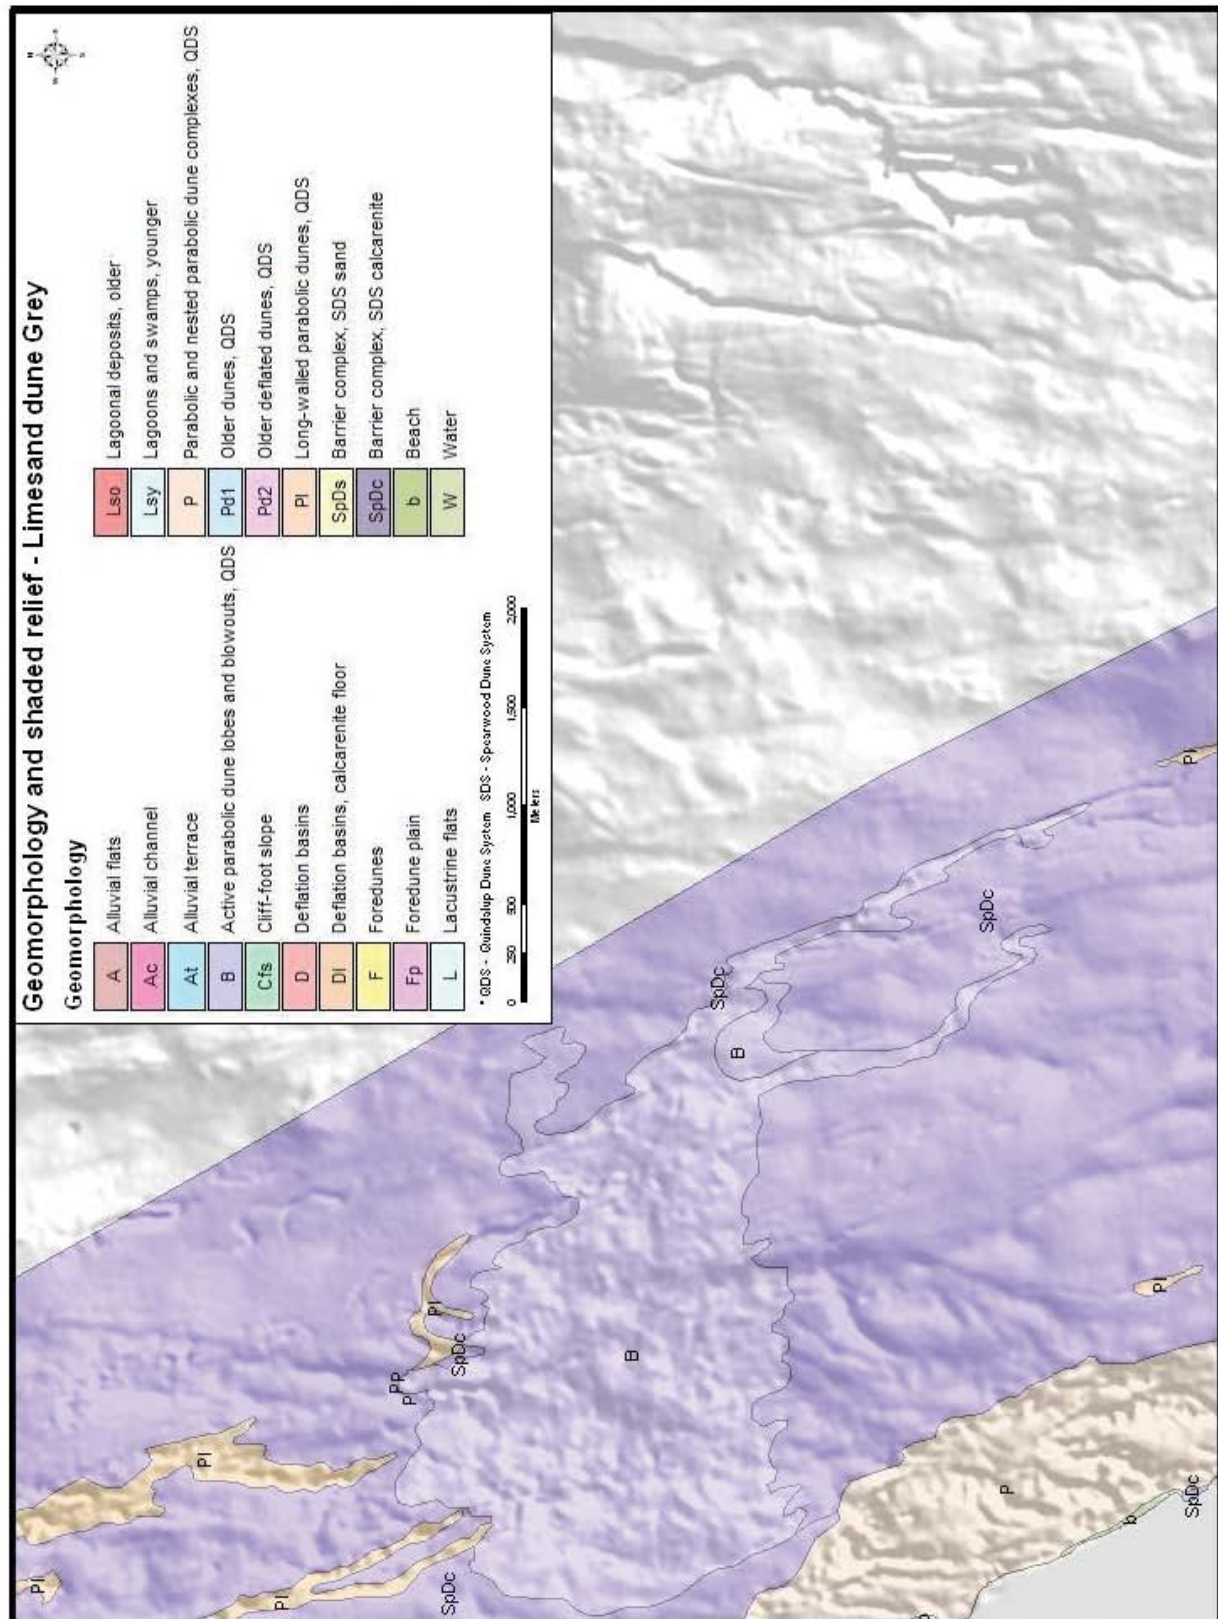 Geomorphology and shaded relief - Limesand dune Grey
Geomorphology
A Alluvial flats
Ac Alluvial channel
At Alluvial terrace
B Active parabolic dune lobes and blowouts, QDS
Cfs Cliff-foot slope
D Deflation basins
Dl Deflation basins, calcarenite floor
F Foredunes
Fp Foredune plain
L Lacustrine flats
Lso Lagoonal deposits, older
Lsy Lagoons and swamps, younger
P Parabolic and nested parabolic dune complexes, QDS
Pd1 Older dunes, QDS
Pd2 Older deflated dunes, QDS
Pl Long-walled parabolic dunes, QDS
SpDs Barrier complex, SDS sand
SpDc Barrier complex, SDS calcarenite
b Beach
W Water
* QDS - Quindalup Dune System SDS - Spearwood Dune System
0 250 500 1,000 1,500 2,000
Meters
Pl
Pl
Pl
SpDc
P
PP
SpDc
Pl
B
B
SpDc
SpDc
Pl
Pl
P
b
SpDc